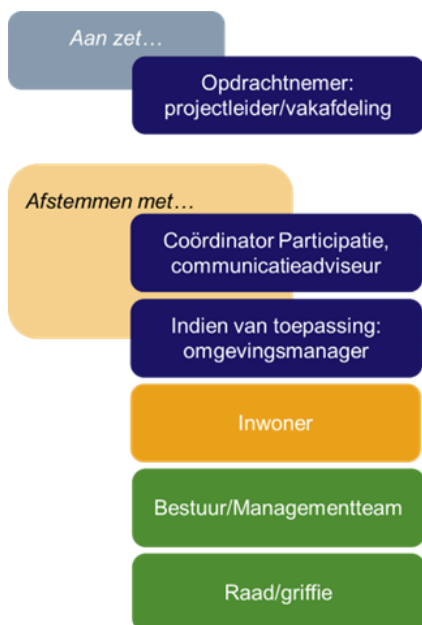 Aan zet…
Opdrachtnemer:
projectleider/vakafdeling
Afstemmen met…
Coördinator Participatie,
communicatieadviseur
Indien van toepassing:
omgevingsmanager
Inwoner
Bestuur/Managementteam
Raad/griffie